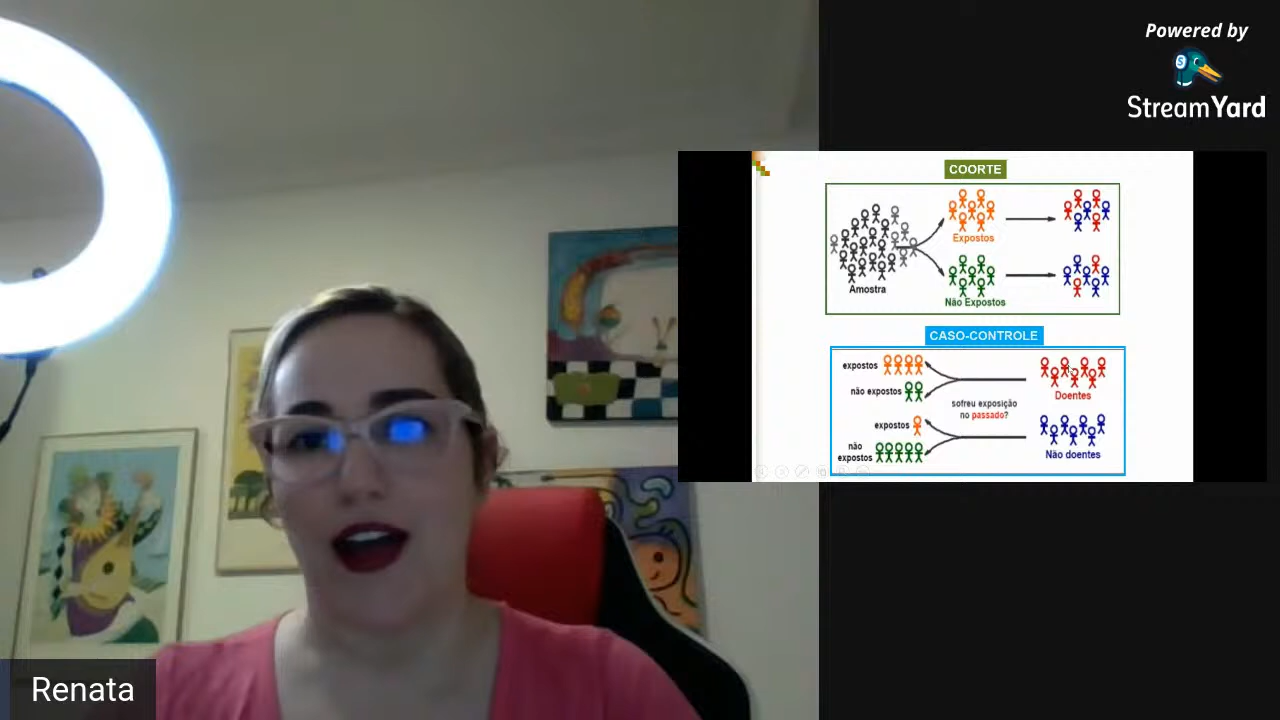 Powered by
StreamYard
COORTE
Expostos
Amostra
Não Expostos
CASO-CONTROLE
expostos
não expostos
sofreu exposição
no passado?
Doentes
expostos
não
expostos
Não doentes
Renata